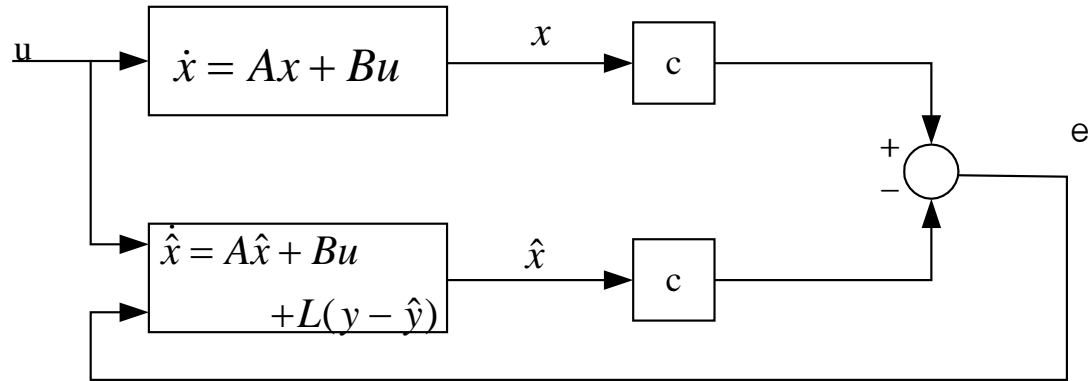 u
ẋ = Ax + Bu
x
c
+
−
e
x̂̇ = Ax̂ + Bu
+L(y − ŷ)
x̂
c